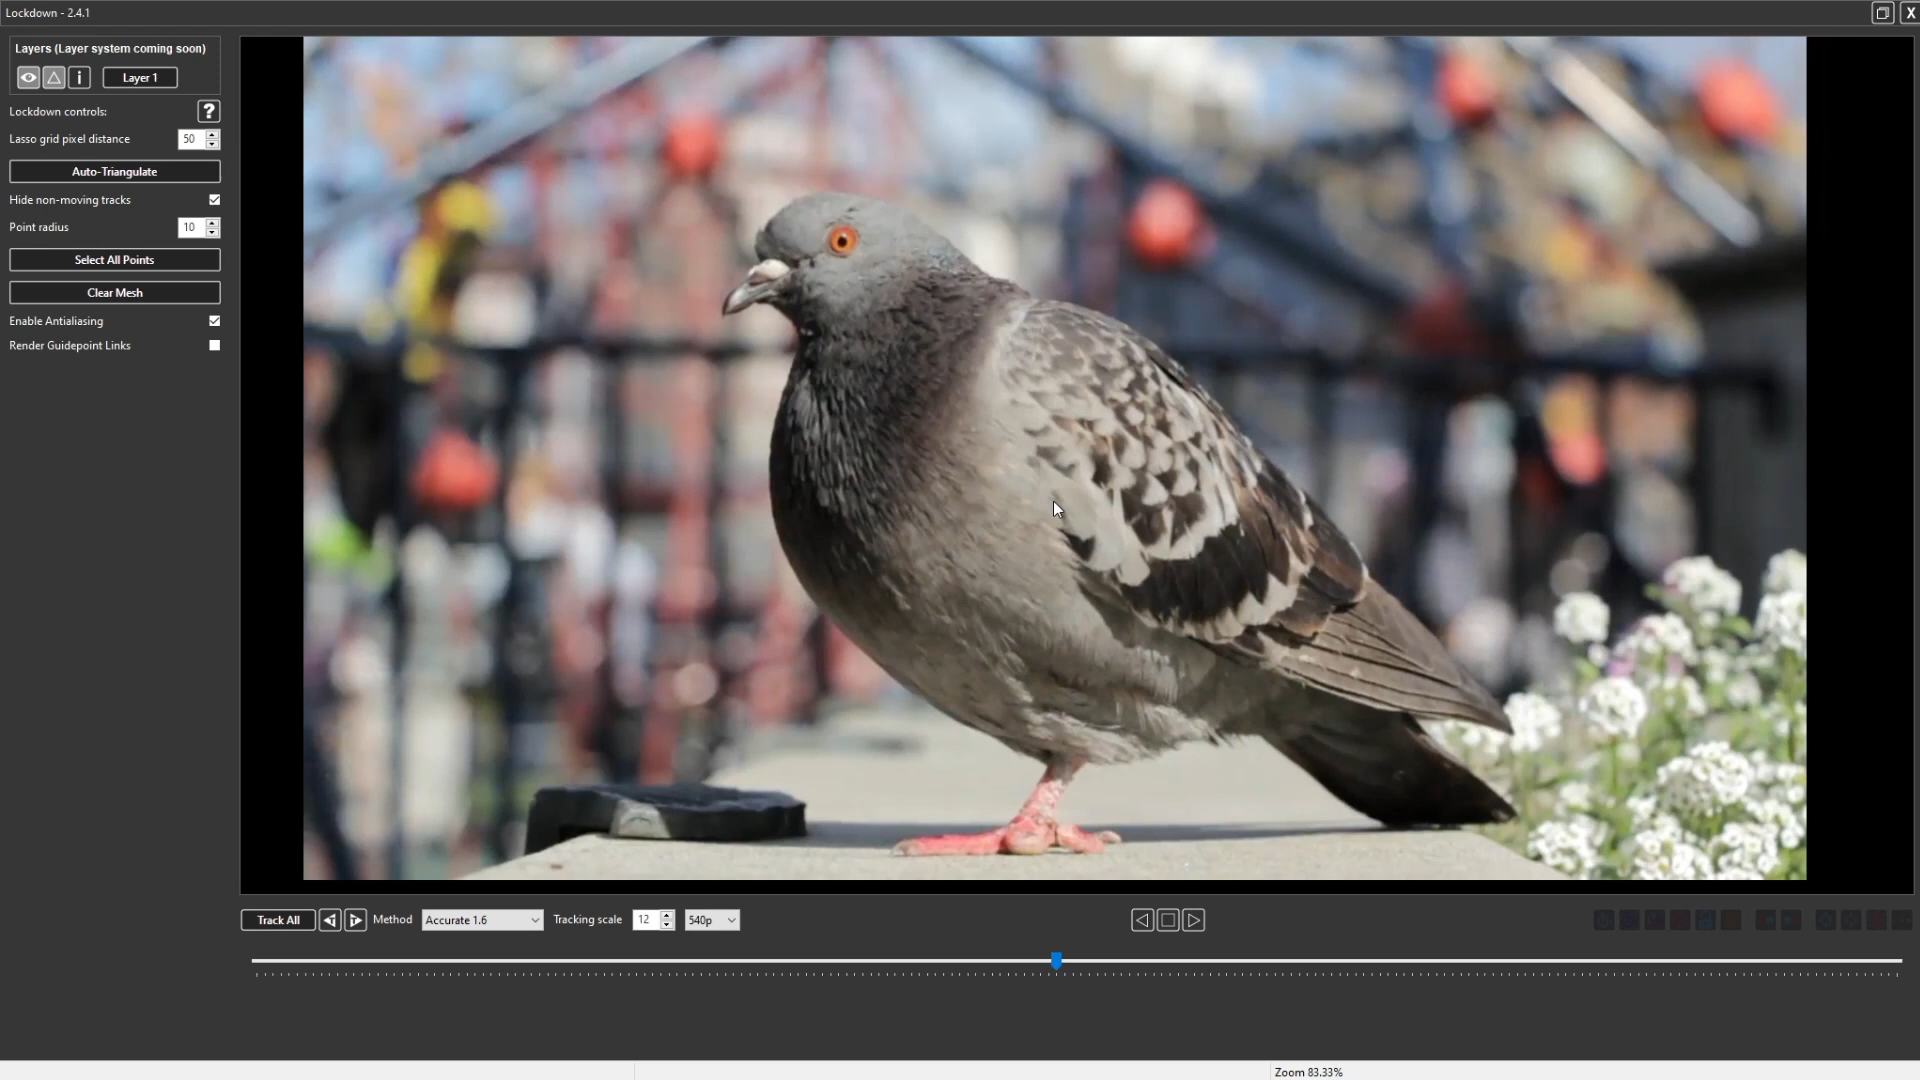 Lockdown - 2.4.1
X
Layers (Layer system coming soon)
i Layer 1
Lockdown controls: ?
Lasso grid pixel distance 50
Auto-Triangulate
Hide non-moving tracks
Point radius 10
Select All Points
Clear Mesh
Enable Antialiasing
Render Guidepoint Links
Track All Method Accurate 1.6 Tracking scale 12 540p
Zoom 83.33%